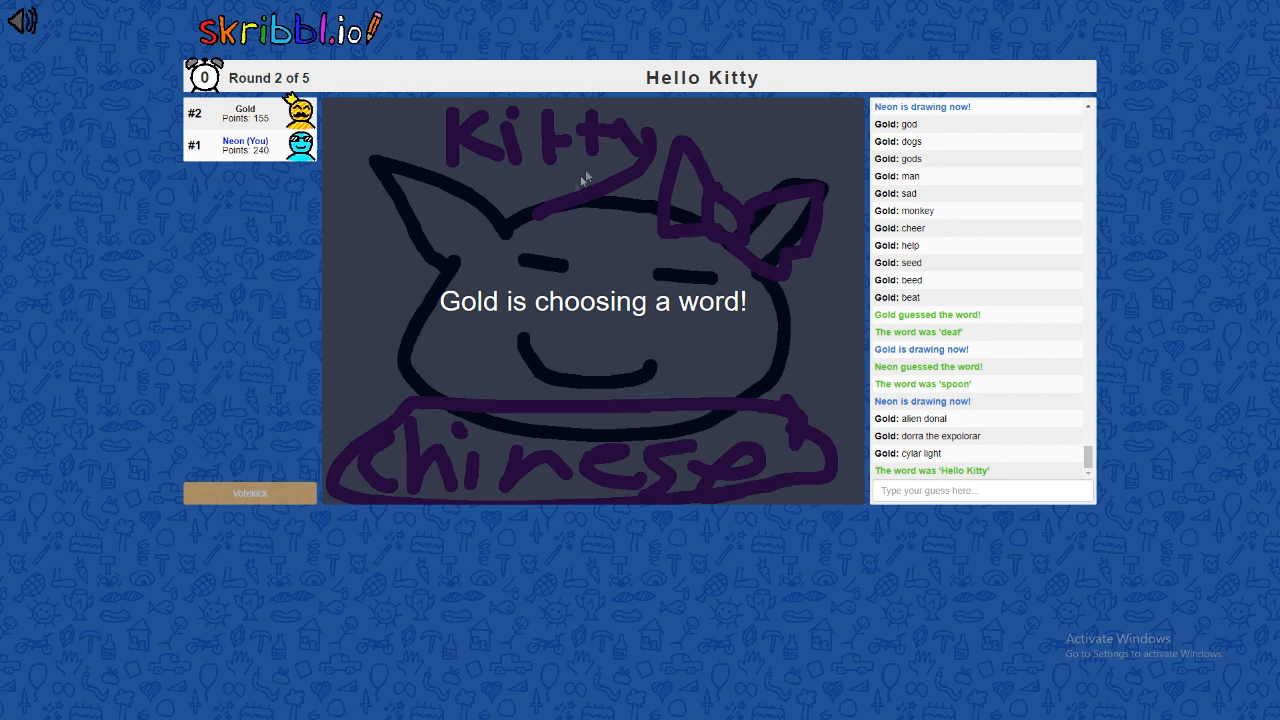 skribbl.io
0
Round 2 of 5
Hello Kitty
#2
Gold
Points: 155
#1
Neon (You)
Points: 240
Votekick
Kitty
Gold is choosing a word!
Chinese
Neon is drawing now!
Gold: god
Gold: dogs
Gold: gods
Gold: man
Gold: sad
Gold: monkey
Gold: cheer
Gold: help
Gold: seed
Gold: beed
Gold: beat
Gold guessed the word!
The word was 'deaf'
Gold is drawing now!
Neon guessed the word!
The word was 'spoon'
Neon is drawing now!
Gold: alien donal
Gold: dorra the expolorar
Gold: cylar light
The word was 'Hello Kitty'
Type your guess here...
Activate Windows
Go to Settings to activate Windows.